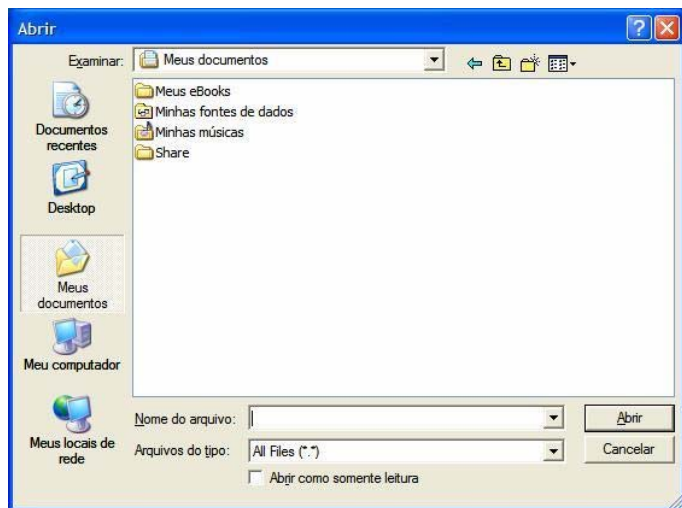 Abrir
Examinar:
Meus documentos
Documentos
recentes
Desktop
Meus
documentos
Meu computador
Meus locais de
rede
Meus eBooks
Minhas fontes de dados
Minhas músicas
Share
Nome do arquivo:
Abrir
Arquivos do tipo:
All Files (*.*)
Cancelar
Abrir como somente leitura